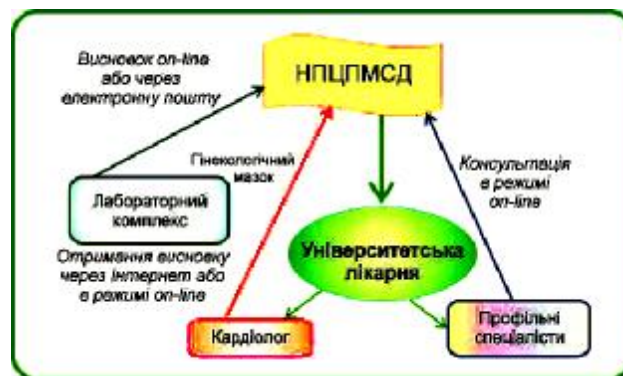 Висновок on-line
або через
електронну пошту
НПЦПМСД
Гінекологічний
мазок
Консультація
в режимі
on-line
Лабораторний
комплекс
Отримання висновку
через Інтернет або
в режимі on-line
Університетська
лікарня
Кардіолог
Профільні
спеціалісти